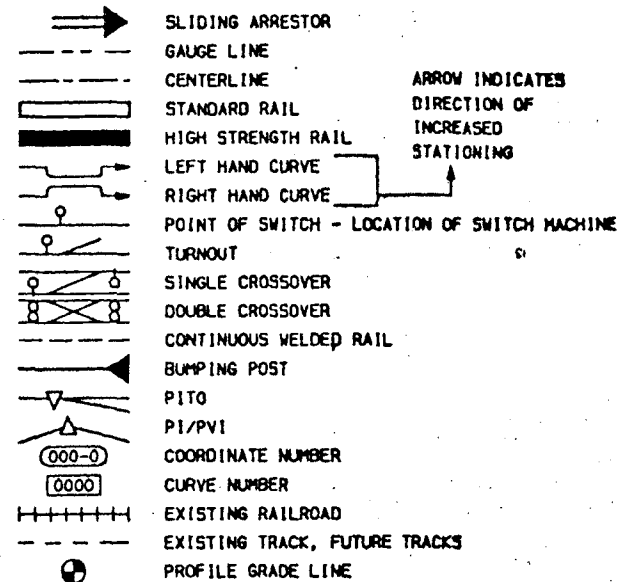 SLIDING ARRESTOR
GAUGE LINE
CENTERLINE
STANDARD RAIL
HIGH STRENGTH RAIL
LEFT HAND CURVE
RIGHT HAND CURVE
ARROW INDICATES
DIRECTION OF
INCREASED
STATIONING
POINT OF SWITCH - LOCATION OF SWITCH MACHINE
TURNOUT
SINGLE CROSSOVER
DOUBLE CROSSOVER
CONTINUOUS WELDED RAIL
BUMPING POST
PITO
PI/PVI
(000-0) COORDINATE NUMBER
0000 CURVE NUMBER
EXISTING RAILROAD
EXISTING TRACK, FUTURE TRACKS
PROFILE GRADE LINE